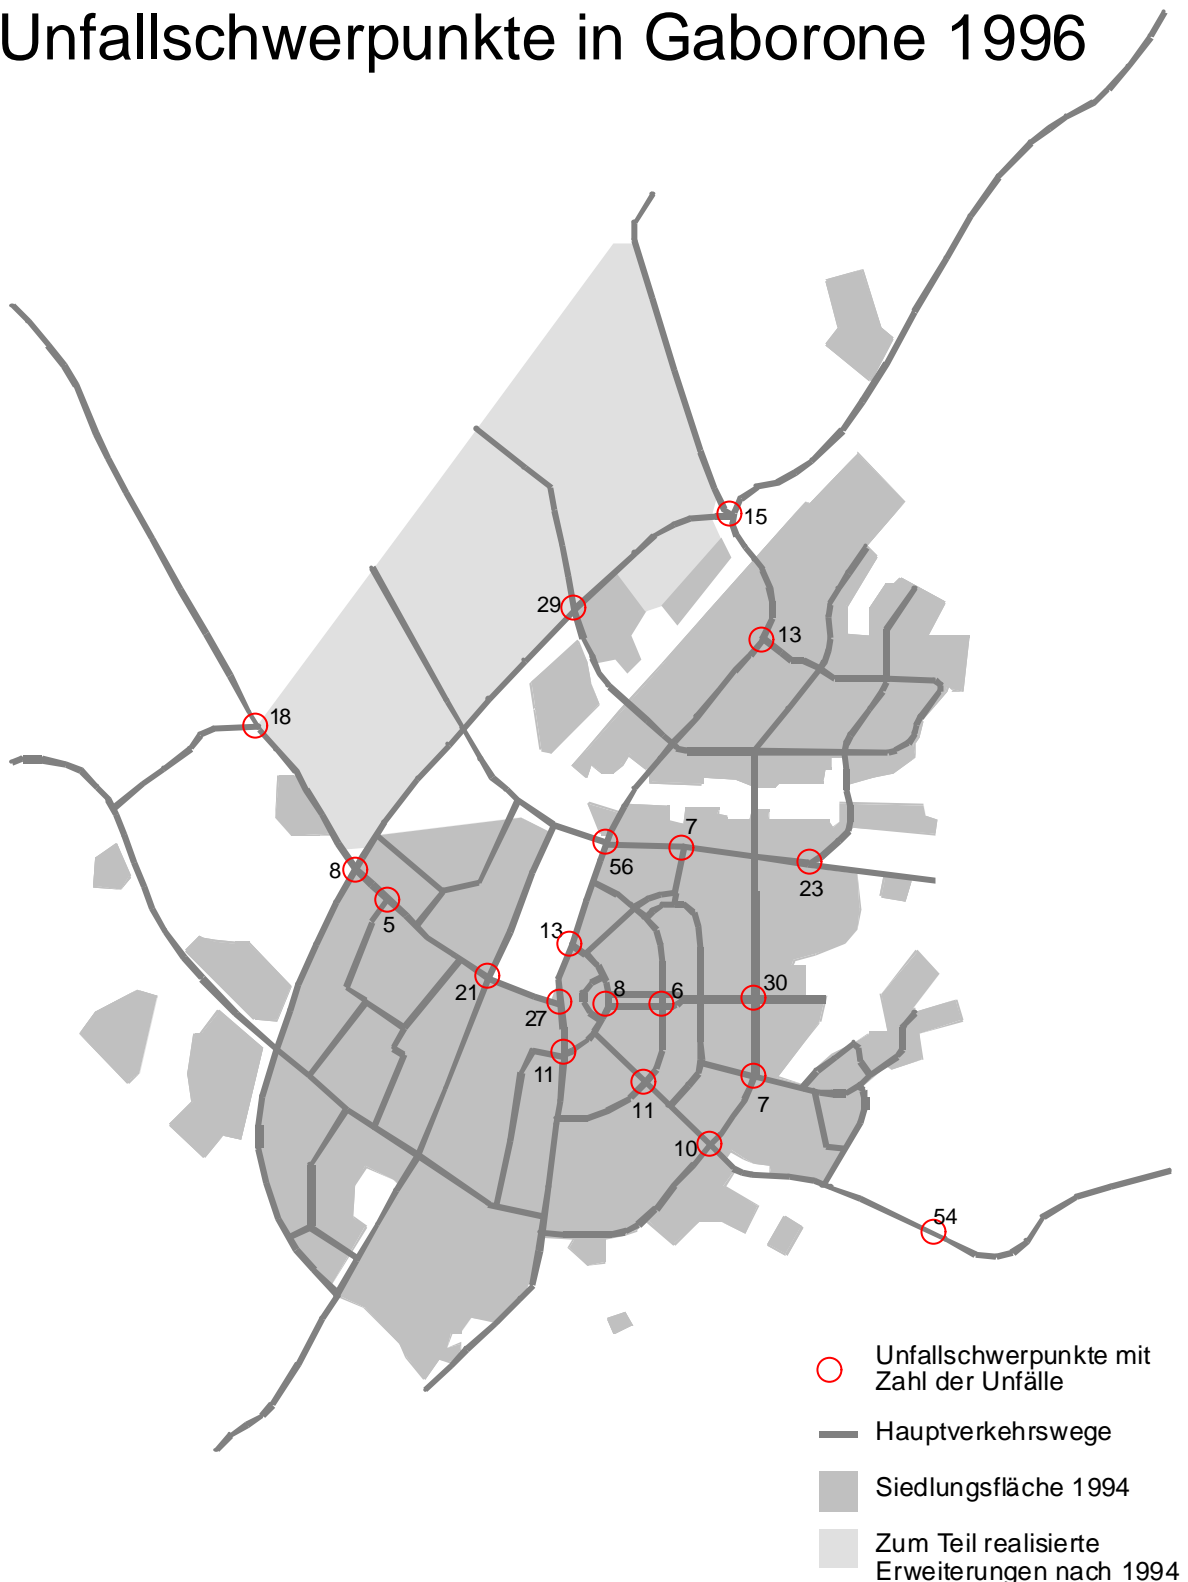 Unfallschwerpunkte in Gaborone 1996
15
29
13
18
7
56
8
23
5
13
21
8
6
30
27
11
11
7
10
54
Unfallschwerpunkte mit
Zahl der Unfälle
Hauptverkehrswege
Siedlungsfläche 1994
Zum Teil realisierte
Erweiterungen nach 1994